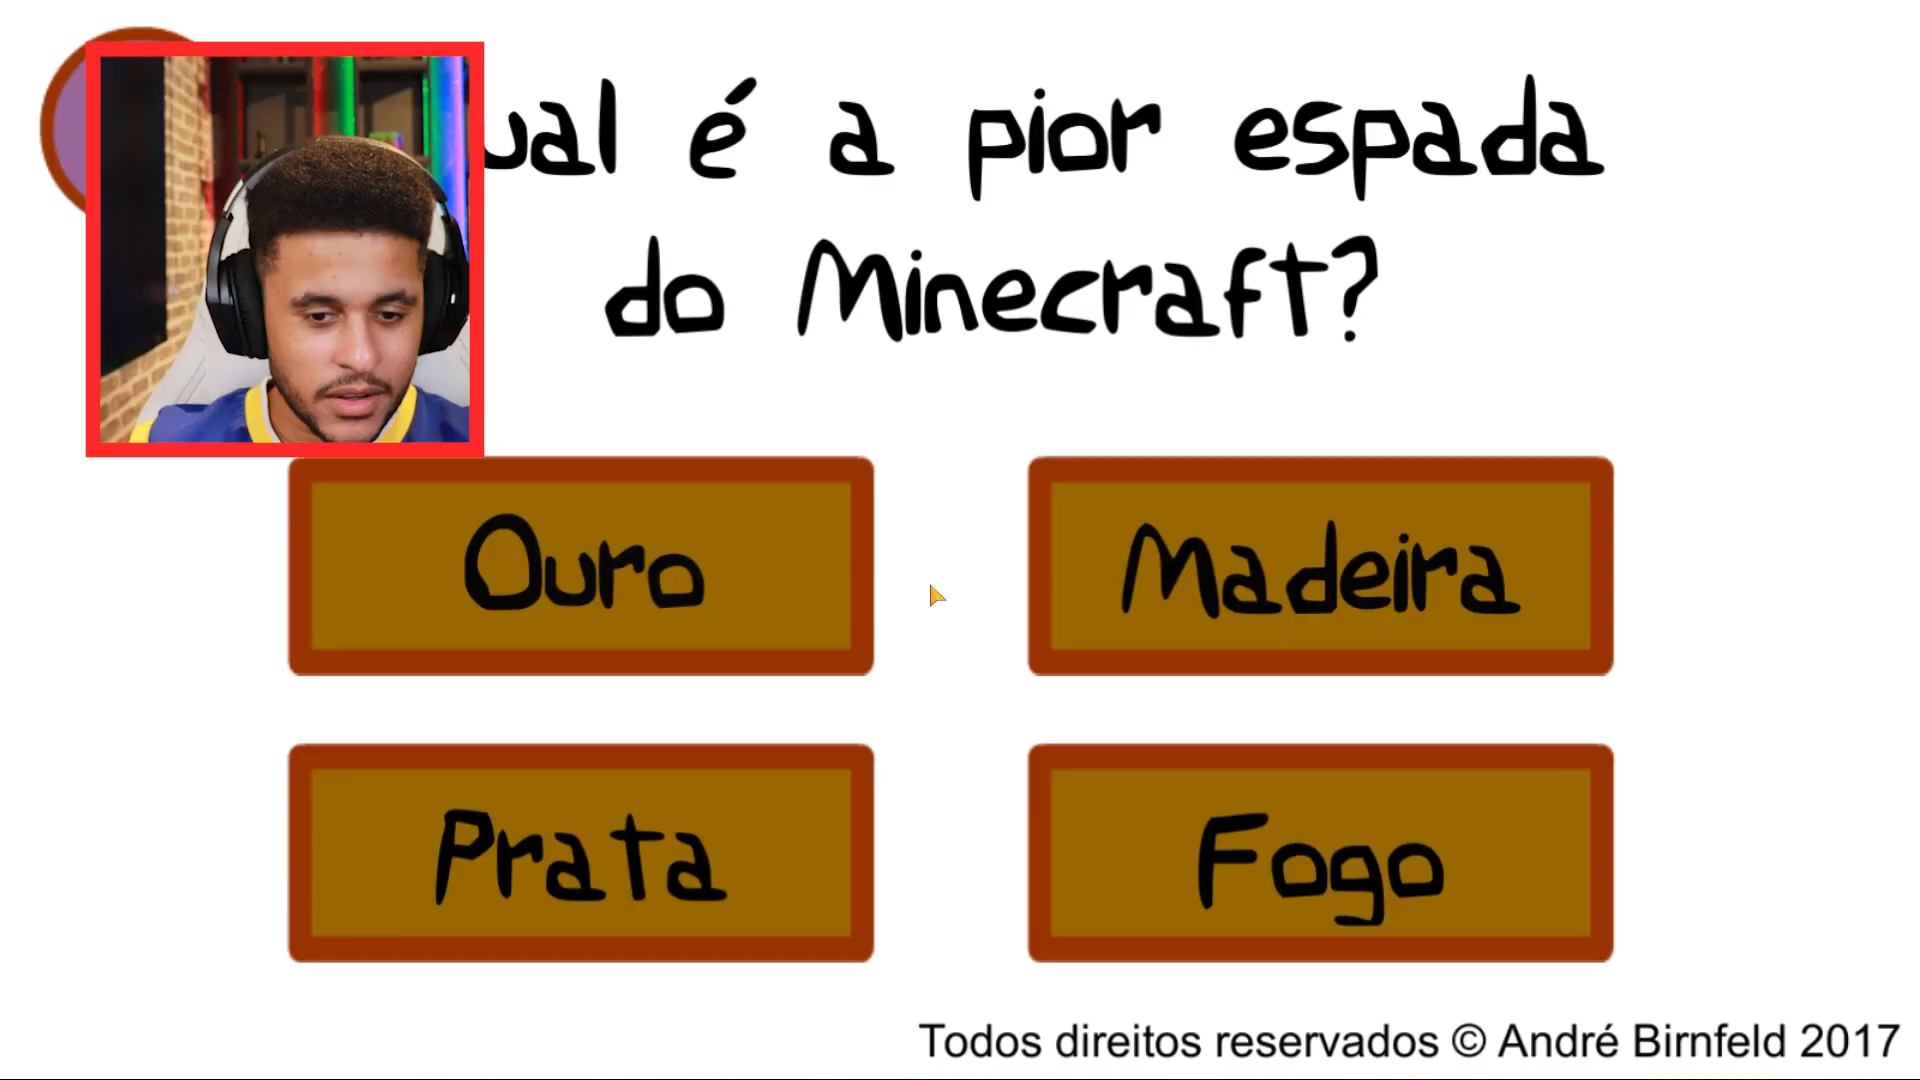 ual é a pior espada
do Minecraft?
Ouro
Madeira
Prata
Fogo
Todos direitos reservados © André Birnfeld 2017